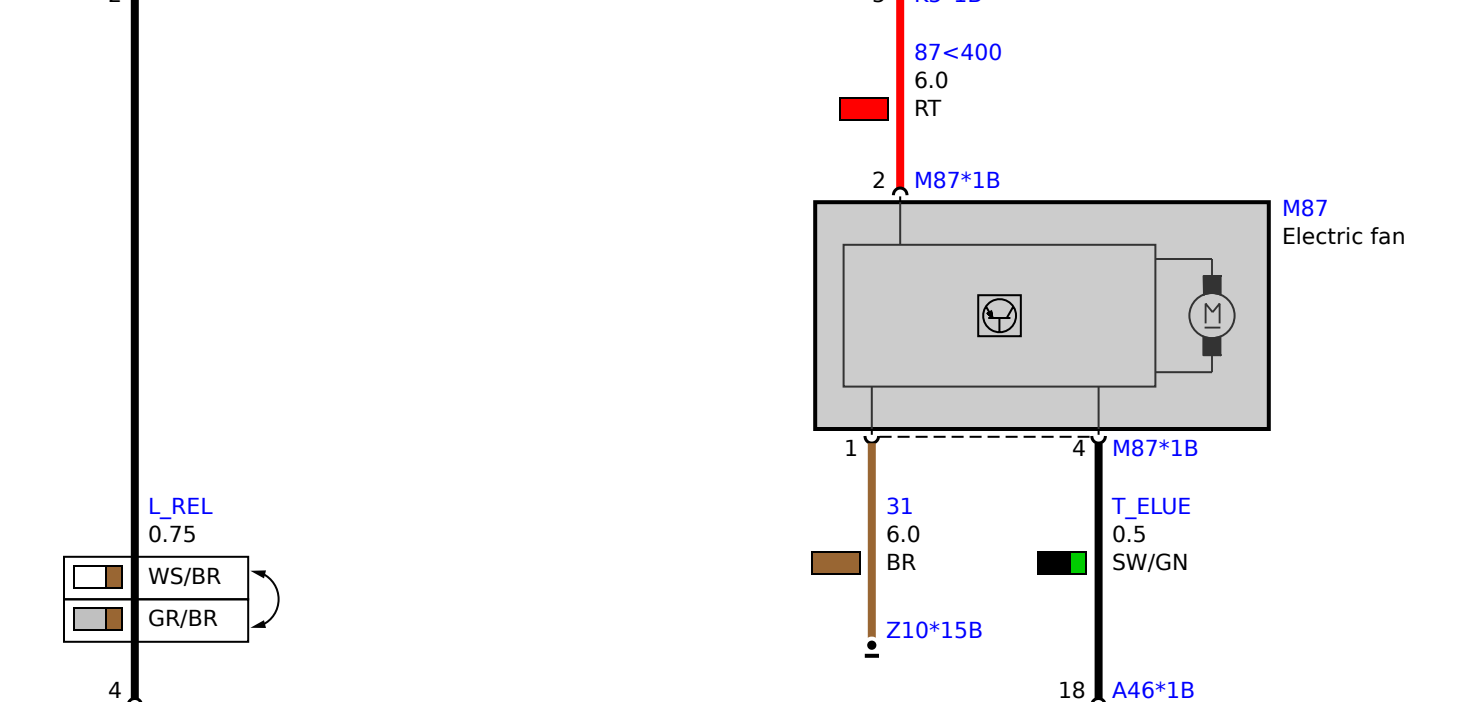 87<400
6.0
RT
2 M87*1B
M87
Electric fan
M
1
4 M87*1B
L_REL
0.75
WS/BR
GR/BR
31
6.0
BR
T_ELUE
0.5
SW/GN
Z10*15B
4
18 A46*1B